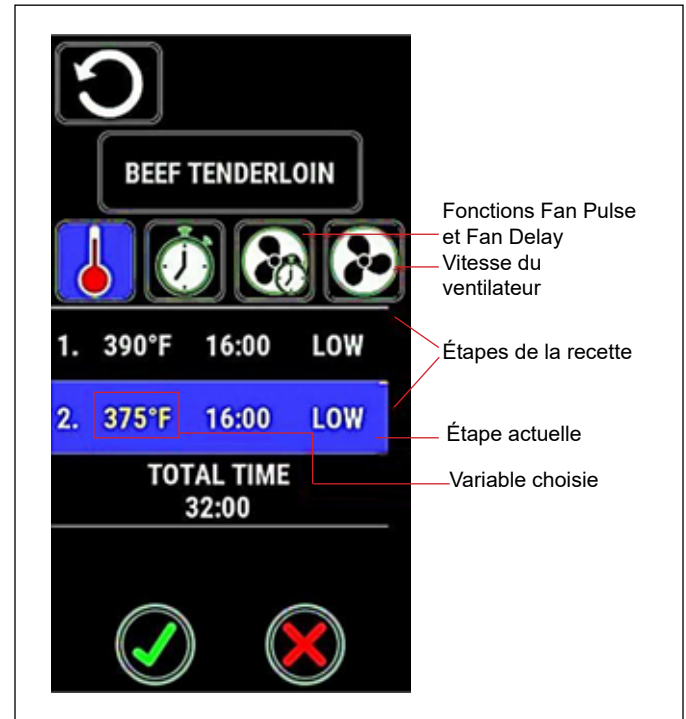 BEEF TENDERLOIN
Fonctions Fan Pulse
et Fan Delay
Vitesse du
ventilateur
1. 390°F 16:00 LOW
Étapes de la recette
2. 375°F 16:00 LOW
Étape actuelle
TOTAL TIME
32:00
Variable choisie